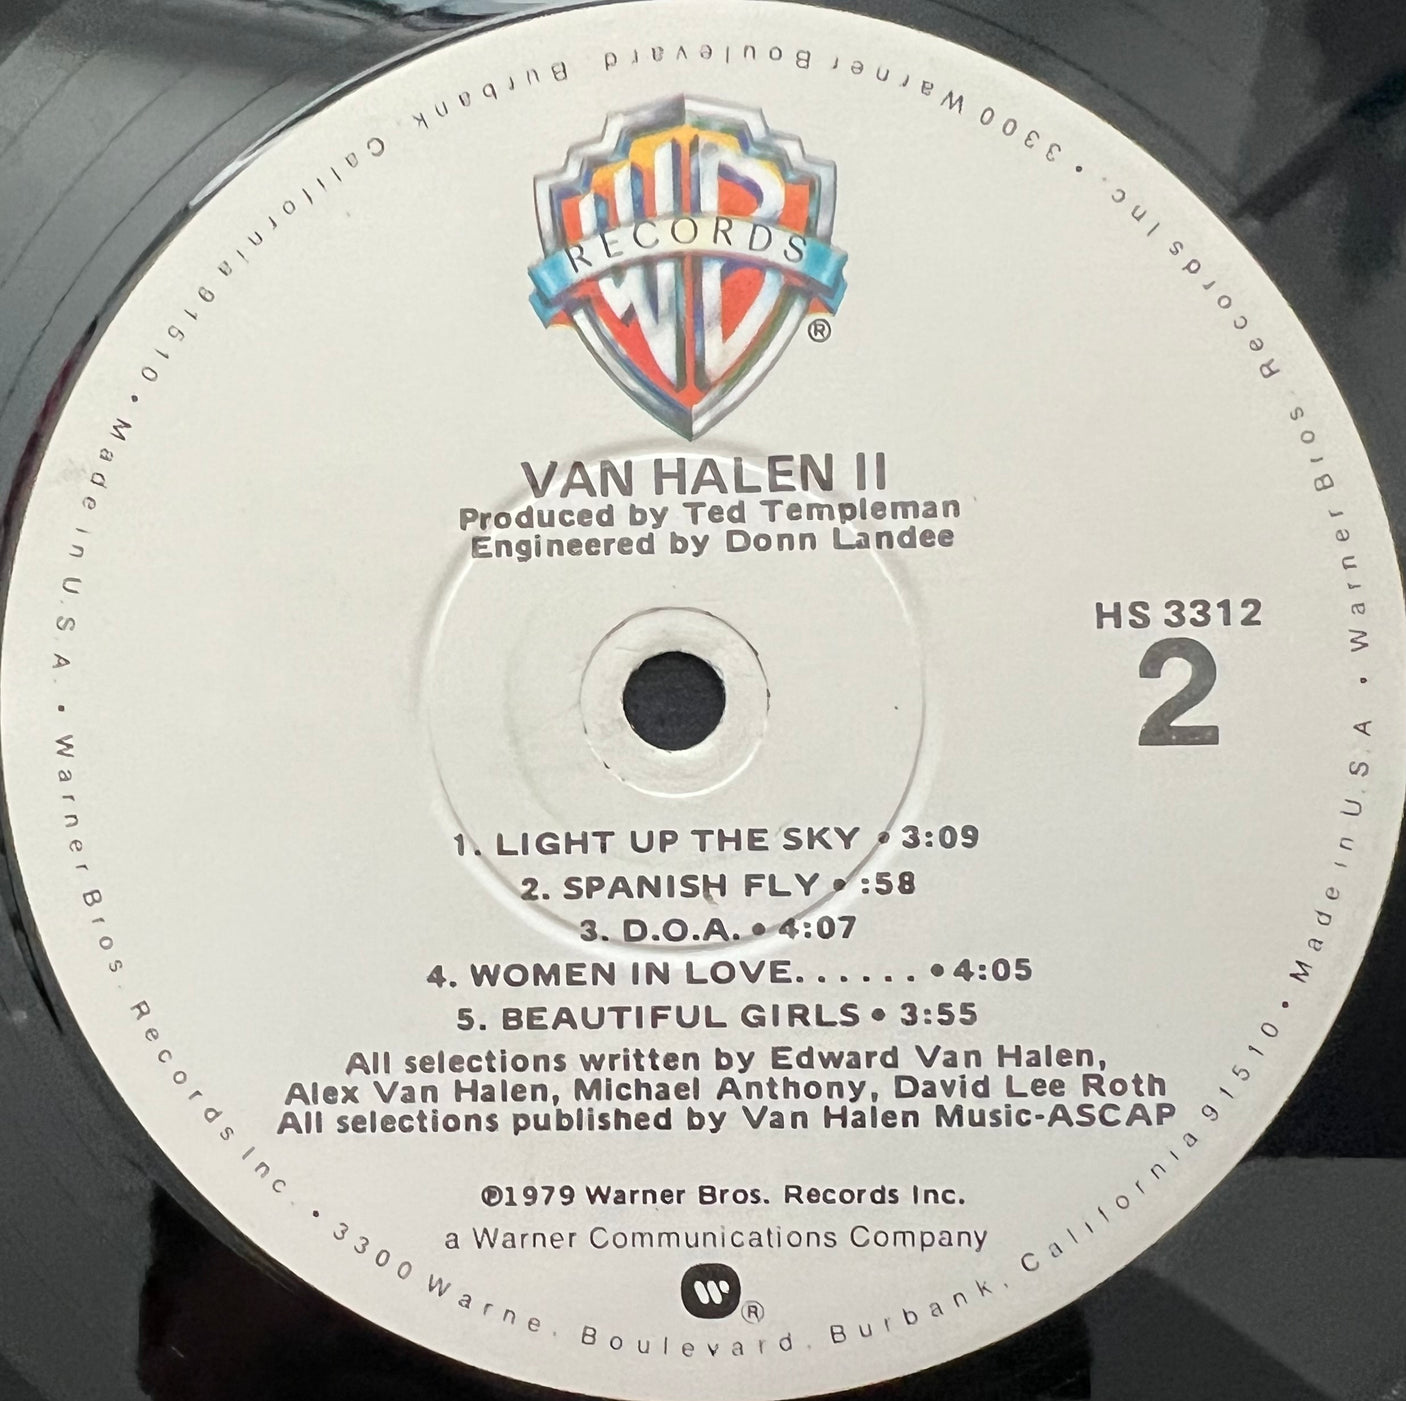 WB
RECORDS
®
VAN HALEN II
Produced by Ted Templeman
Engineered by Donn Landee
HS 3312
2
1. LIGHT UP THE SKY • 3:09
2. SPANISH FLY • :58
3. D.O.A. • 4:07
4. WOMEN IN LOVE...... • 4:05
5. BEAUTIFUL GIRLS • 3:55
All selections written by Edward Van Halen,
Alex Van Halen, Michael Anthony, David Lee Roth
All selections published by Van Halen Music-ASCAP
℗1979 Warner Bros. Records Inc.
a Warner Communications Company
W ®
Made in U.S.A. • Warner Bros. Records Inc. • 3300 Warne. Boulevard. Burbank, California 91510 •
Made in U.S.A • Warner Bros. Records Inc. • 3300 Warner Boulevard Burbank California 91510 •